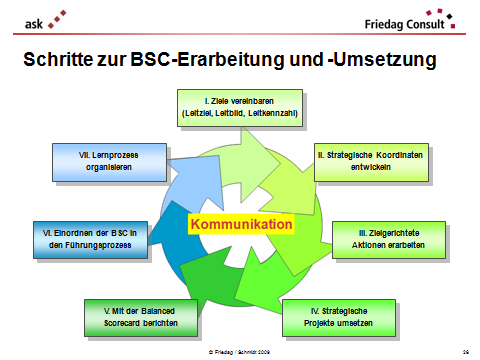 ask
Friedag Consult
Schritte zur BSC-Erarbeitung und -Umsetzung
I. Ziele vereinbaren
(Leitziel, Leitbild, Leitkennzahl)
II. Strategische Koordinaten
entwickeln
III. Zielgerichtete
Aktionen erarbeiten
IV. Strategische
Projekte umsetzen
V. Mit der Balanced
Scorecard berichten
VI. Einordnen der BSC in
den Führungsprozess
VII. Lernprozess
organisieren
Kommunikation
© Friedag / Schmidt